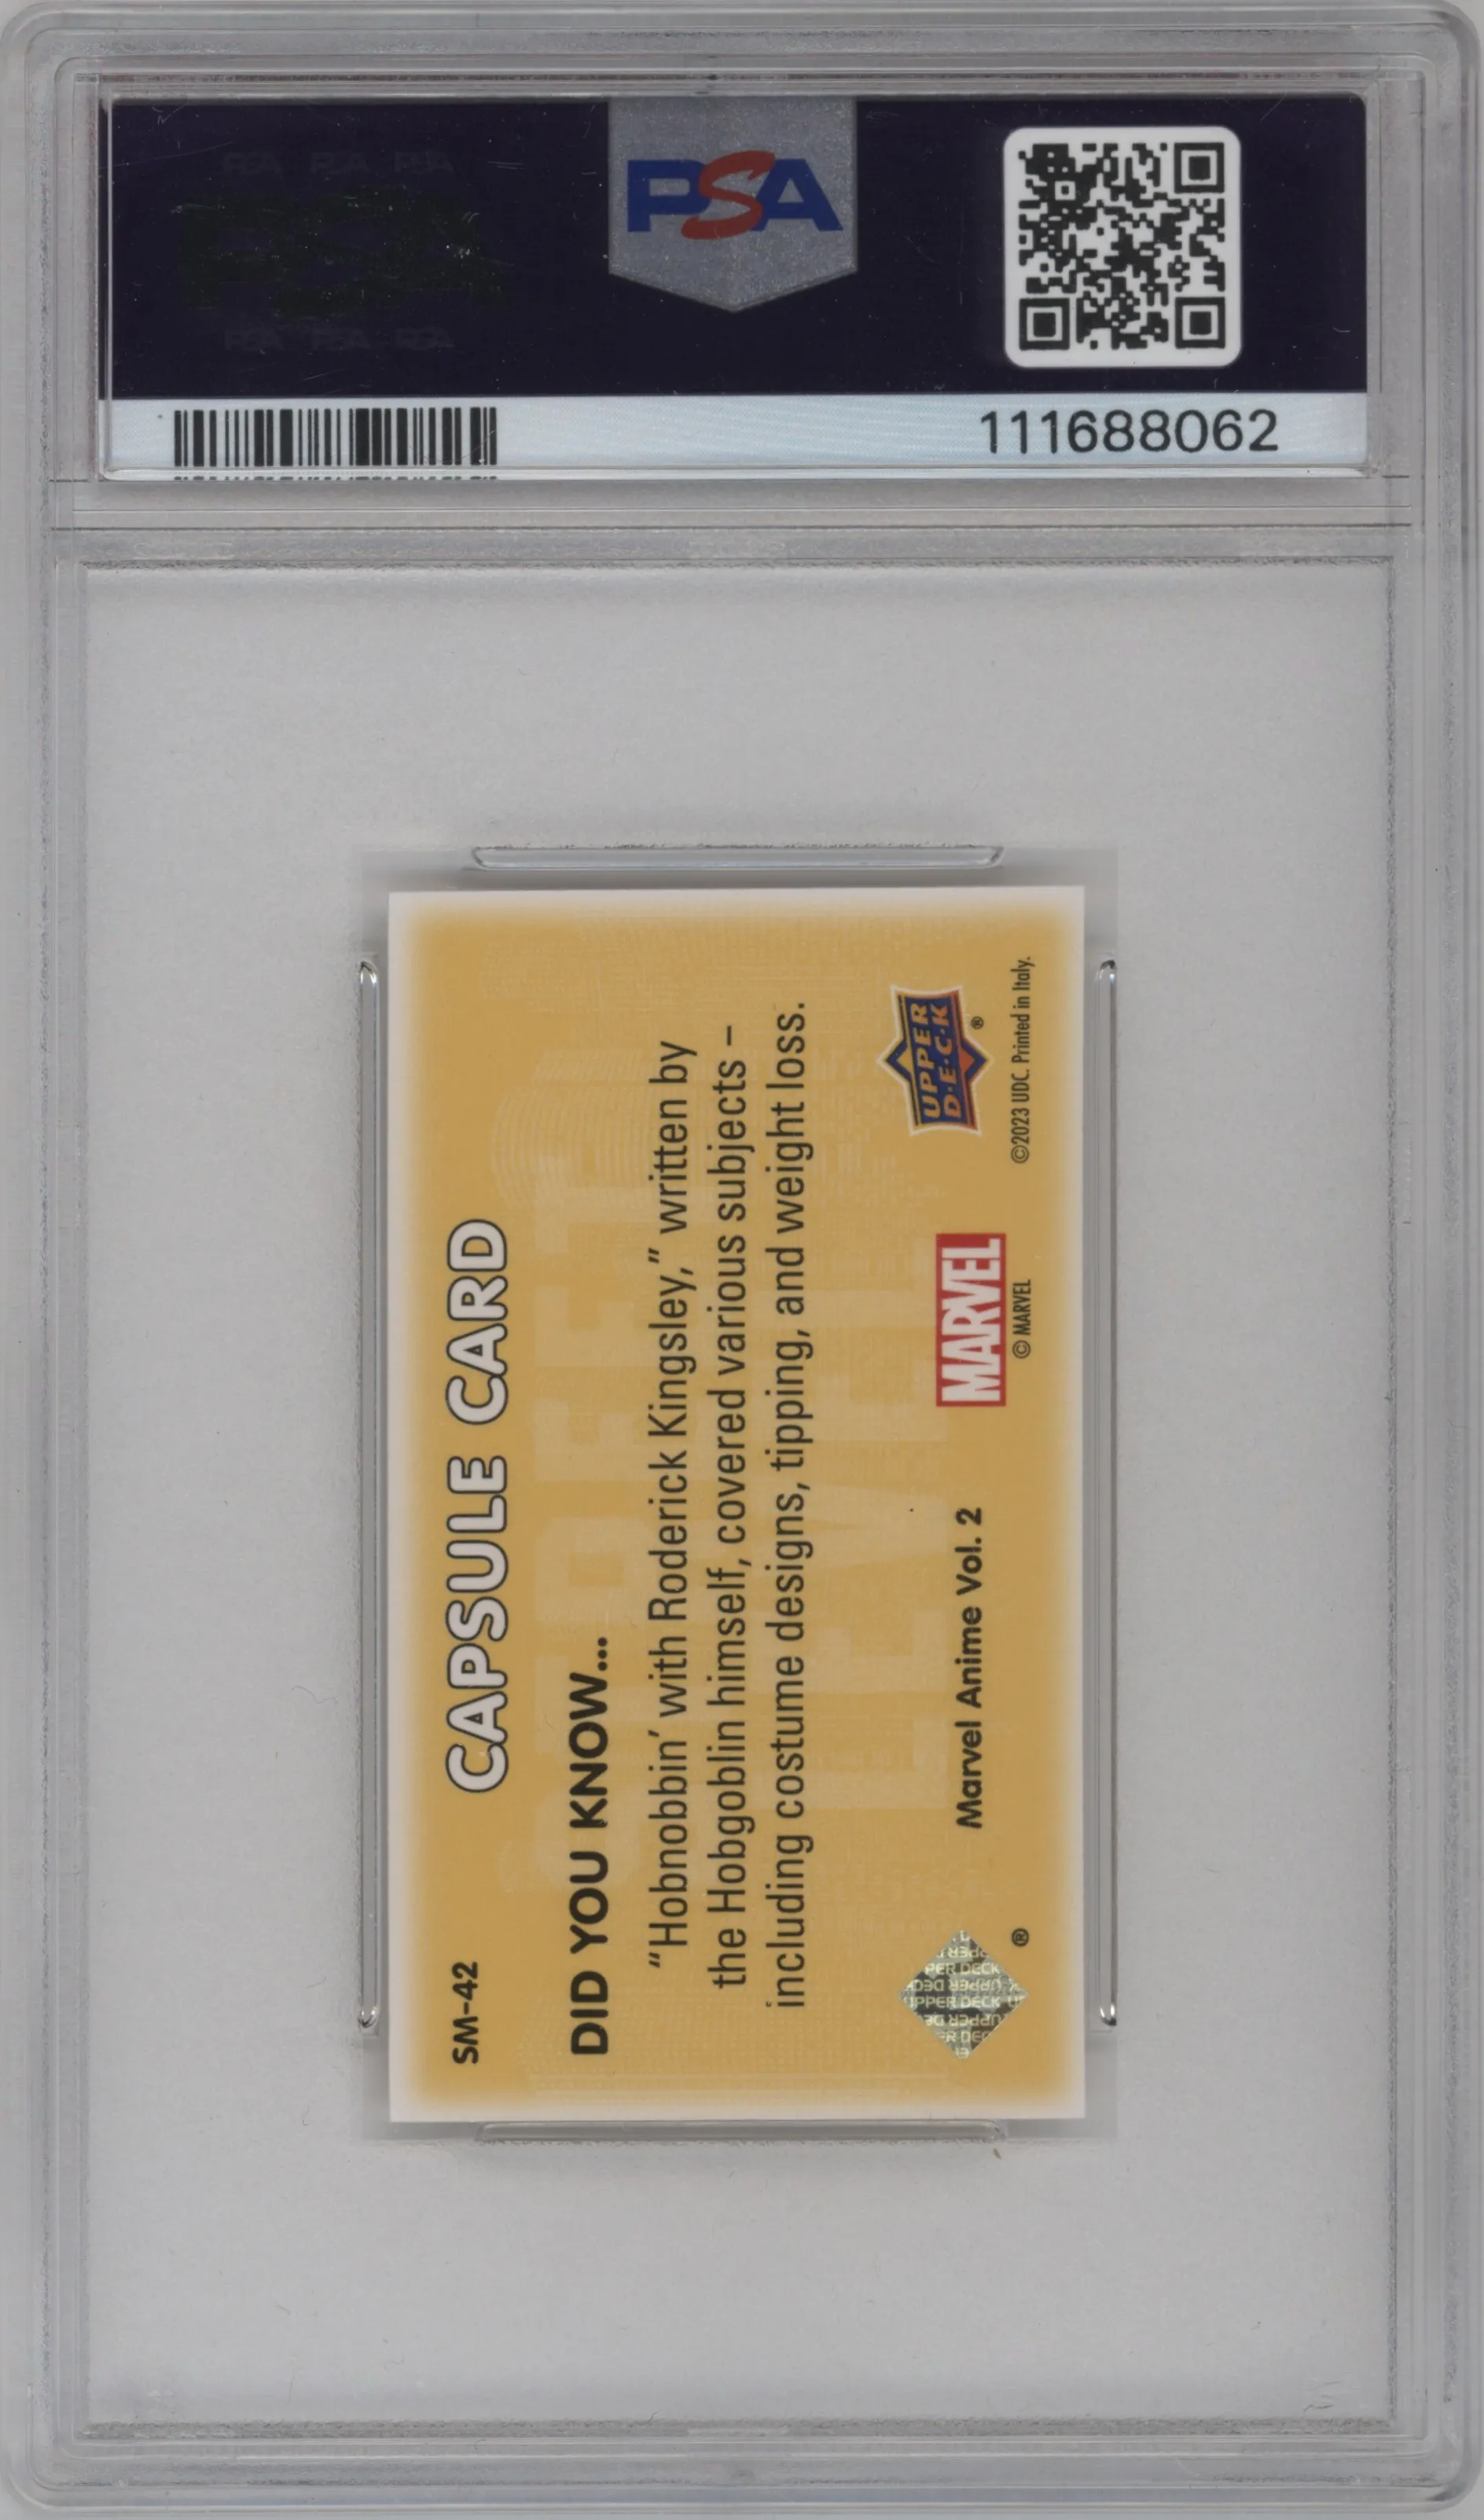 PSA
111688062
SM-42
CAPSULE CARD
DID YOU KNOW...
“Hobnobbin’ with Roderick Kingsley,” written by
the Hobgoblin himself, covered various subjects –
including costume designs, tipping, and weight loss.
UPPER DECK
UPPER
D·E·C·K
®
Marvel Anime Vol. 2
MARVEL
®
© MARVEL
©2023 UDC. Printed in Italy.